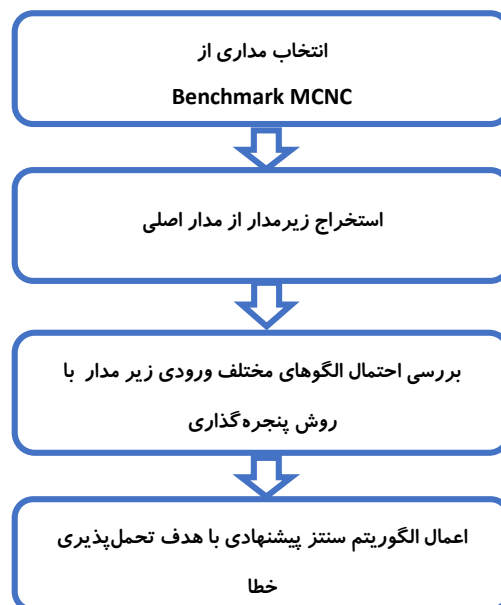 انتخاب مداری از
Benchmark MCNC
استخراج زیرمدار از مدار اصلی
بررسی احتمال الگوهای مختلف ورودی زیر مدار با
روش پنجره‌گذاری
اعمال الگوریتم سنتز پیشنهادی با هدف تحمل‌پذیری
خطا